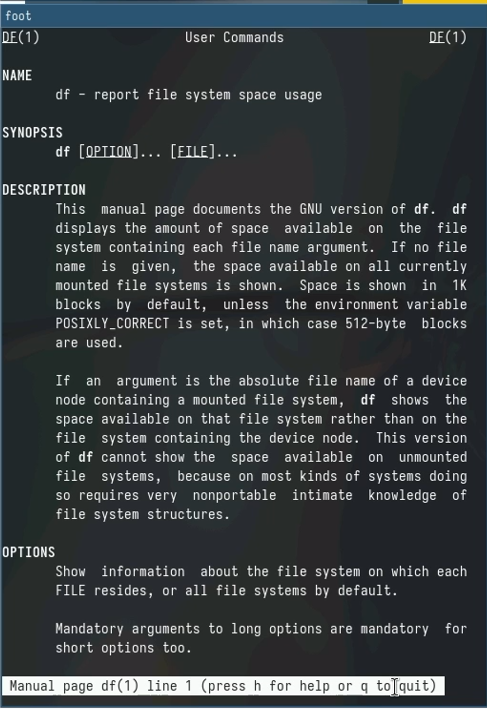 foot
DF(1) User Commands DF(1)
NAME
df - report file system space usage
SYNOPSIS
df [OPTION]... [FILE]...
DESCRIPTION
This manual page documents the GNU version of df. df
displays the amount of space available on the file
system containing each file name argument. If no file
name is given, the space available on all currently
mounted file systems is shown. Space is shown in 1K
blocks by default, unless the environment variable
POSIXLY_CORRECT is set, in which case 512-byte blocks
are used.
If an argument is the absolute file name of a device
node containing a mounted file system, df shows the
space available on that file system rather than on the
file system containing the device node. This version
of df cannot show the space available on unmounted
file systems, because on most kinds of systems doing
so requires very nonportable intimate knowledge of
file system structures.
OPTIONS
Show information about the file system on which each
FILE resides, or all file systems by default.
Mandatory arguments to long options are mandatory for
short options too.
Manual page df(1) line 1 (press h for help or q to quit)